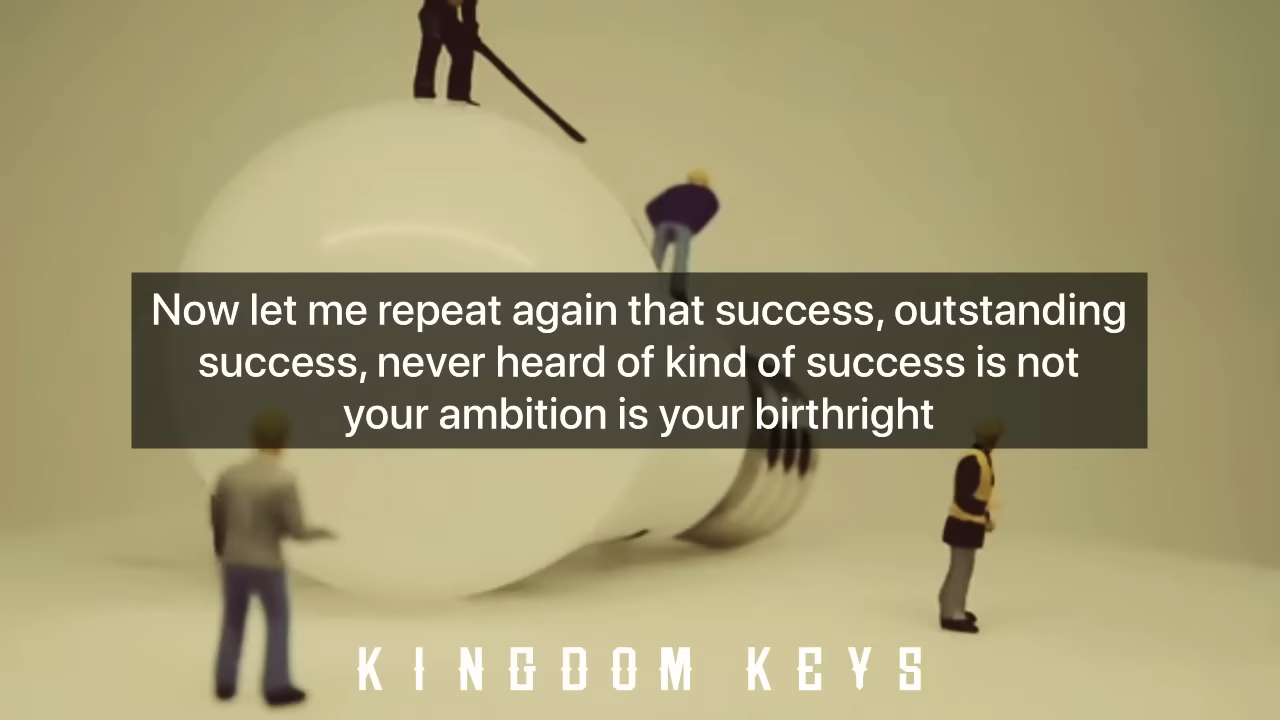 Now let me repeat again that success, outstanding
success, never heard of kind of success is not
your ambition is your birthright
KINGDOM KEYS